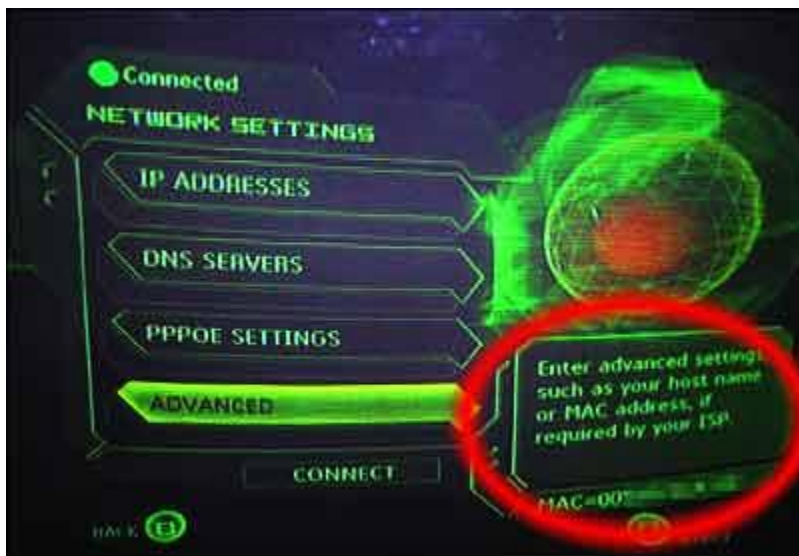 Connected
NETWORK SETTINGS
IP ADDRESSES
DNS SERVERS
PPPOE SETTINGS
ADVANCED
CONNECT
BACK B
Enter advanced settings
such as your host name
or MAC address, if
required by your ISP.
MAC=00